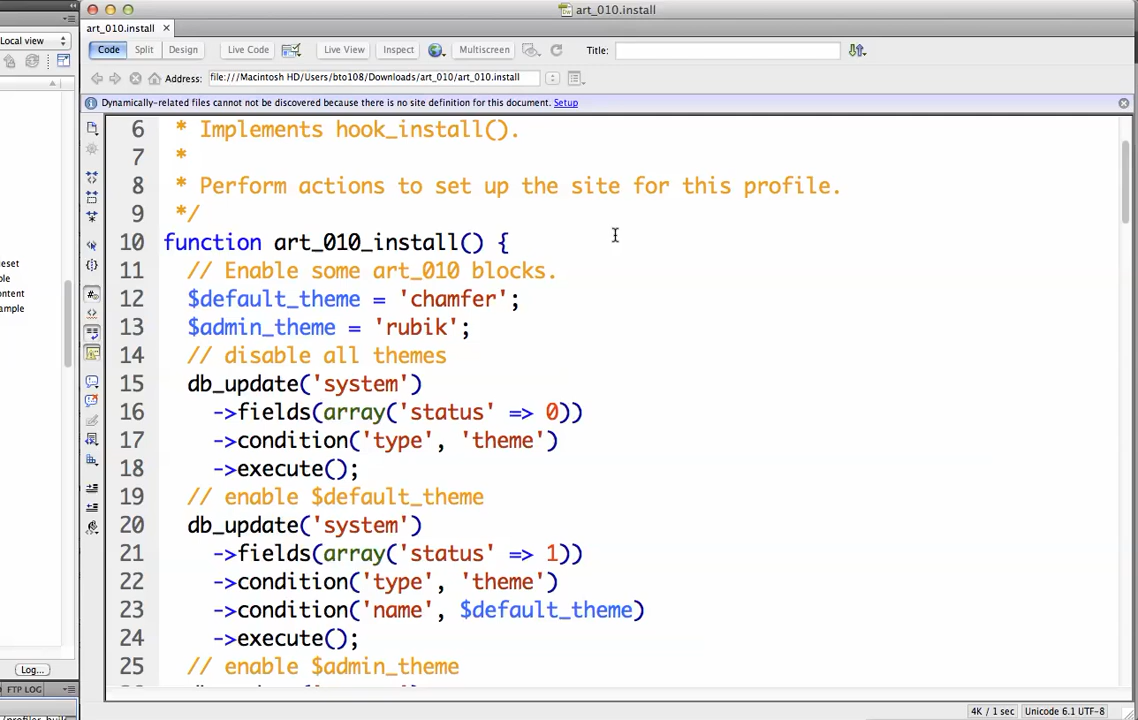 art_010.install
art_010.install ×
Local view
Code Split Design Live Code Live View Inspect Multiscreen Title:
Address: file:///Macintosh HD/Users/bto108/Downloads/art_010/art_010.install
Dynamically-related files cannot not be discovered because there is no site definition for this document. Setup
6 * Implements hook_install().
7 *
8 * Perform actions to set up the site for this profile.
9 */
10 function art_010_install() {
11 // Enable some art_010 blocks.
12 $default_theme = 'chamfer';
13 $admin_theme = 'rubik';
14 // disable all themes
15 db_update('system')
16 ->fields(array('status' => 0))
17 ->condition('type', 'theme')
18 ->execute();
19 // enable $default_theme
20 db_update('system')
21 ->fields(array('status' => 1))
22 ->condition('type', 'theme')
23 ->condition('name', $default_theme)
24 ->execute();
25 // enable $admin_theme
Log...
FTP LOG
4K / 1 sec Unicode 6.1 UTF-8